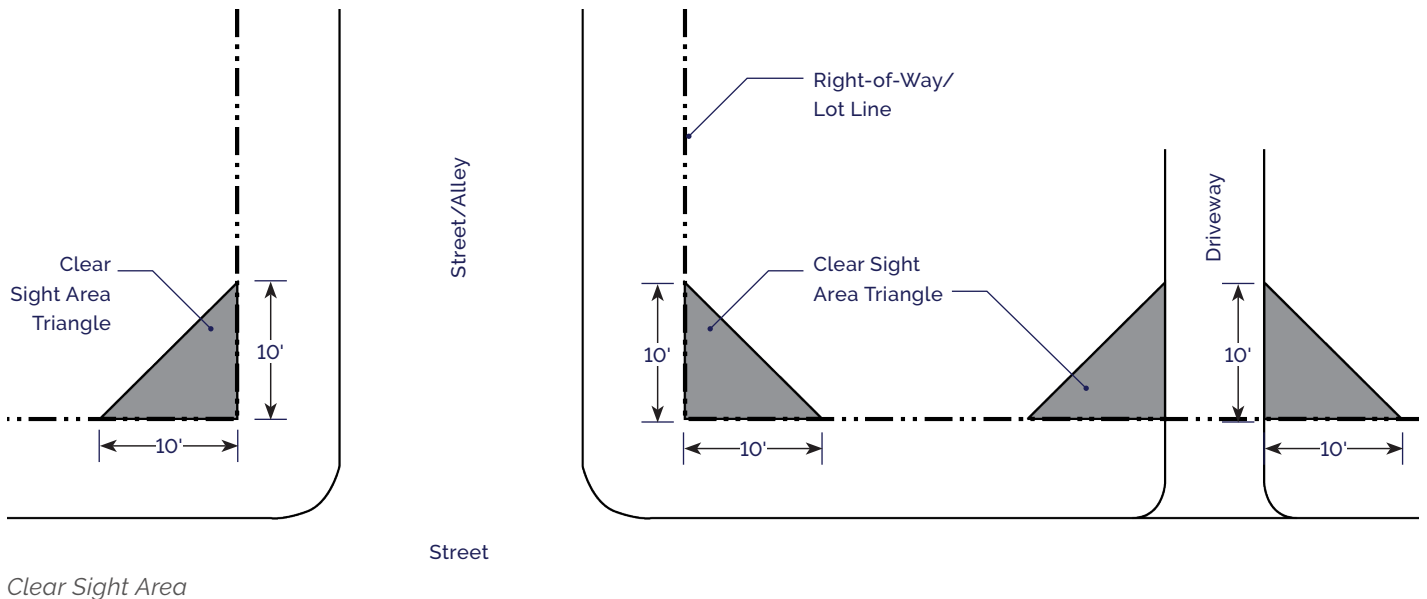 Right-of-Way/
Lot Line
Street/Alley
Driveway
Clear
Sight Area
Triangle
Clear Sight
Area Triangle
10'
10'
10'
10'
10'
10'
Street
Clear Sight Area